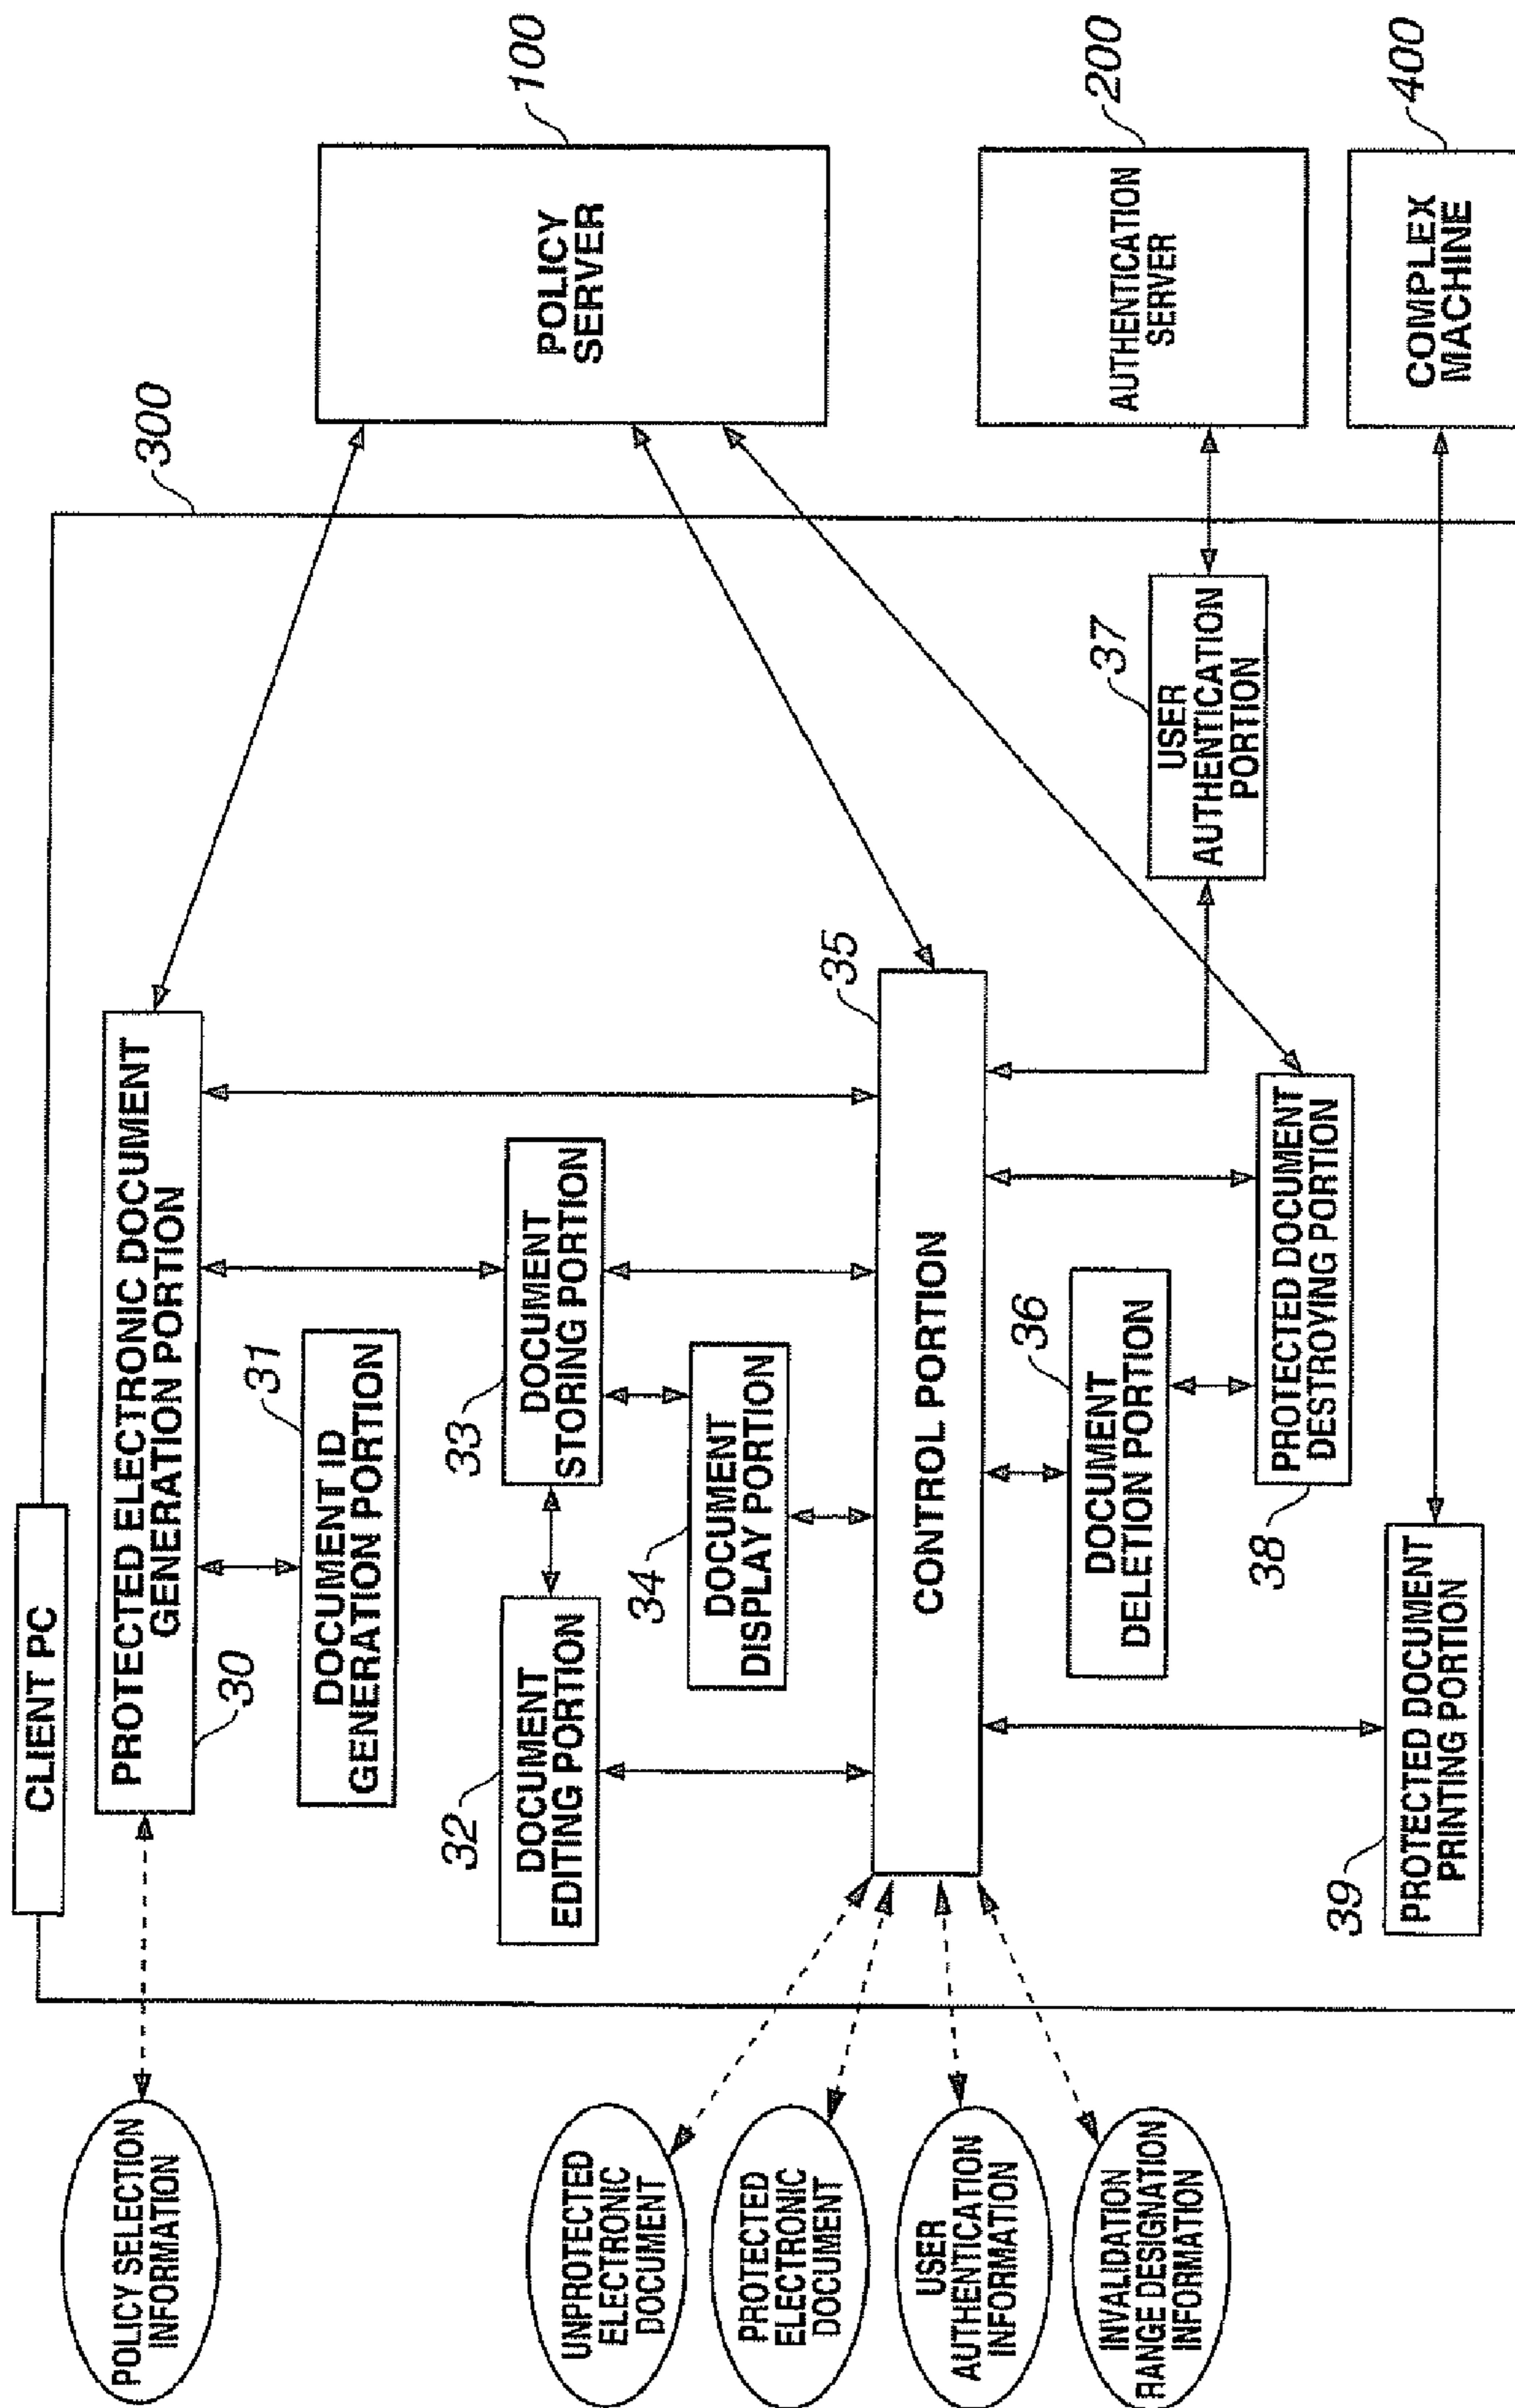 CLIENT PC
300
POLICY SELECTION
INFORMATION
PROTECTED ELECTRONIC DOCUMENT
GENERATION PORTION
30
DOCUMENT ID
GENERATION PORTION
31
POLICY
SERVER
100
UNPROTECTED
ELECTRONIC
DOCUMENT
32
DOCUMENT
EDITING PORTION
33
DOCUMENT
STORING PORTION
34
DOCUMENT
DISPLAY PORTION
PROTECTED
ELECTRONIC
DOCUMENT
35
CONTROL PORTION
USER
AUTHENTICATION
INFORMATION
INVALIDATION
RANGE DESIGNATION
INFORMATION
36
DOCUMENT
DELETION PORTION
37
USER
AUTHENTICATION
PORTION
AUTHENTICATION
SERVER
200
38
PROTECTED DOCUMENT
DESTROYING PORTION
39
PROTECTED DOCUMENT
PRINTING PORTION
COMPLEX
MACHINE
400